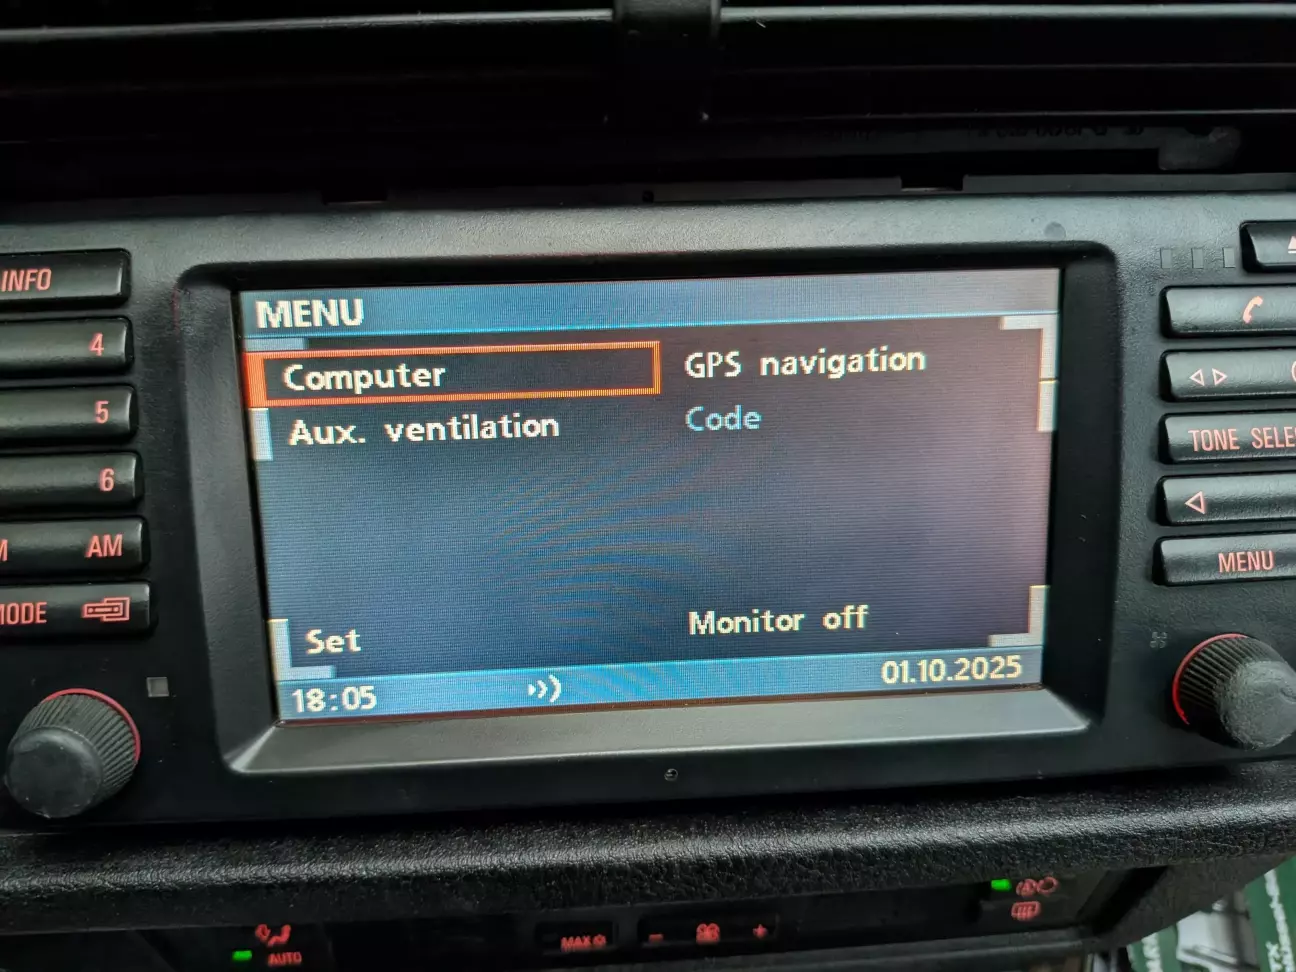 MENU
Computer
GPS navigation
Aux. ventilation
Code
Set
Monitor off
18:05
01.10.2025
INFO
4
5
6
AM
MODE
TONE
MENU
MAX
AUTO